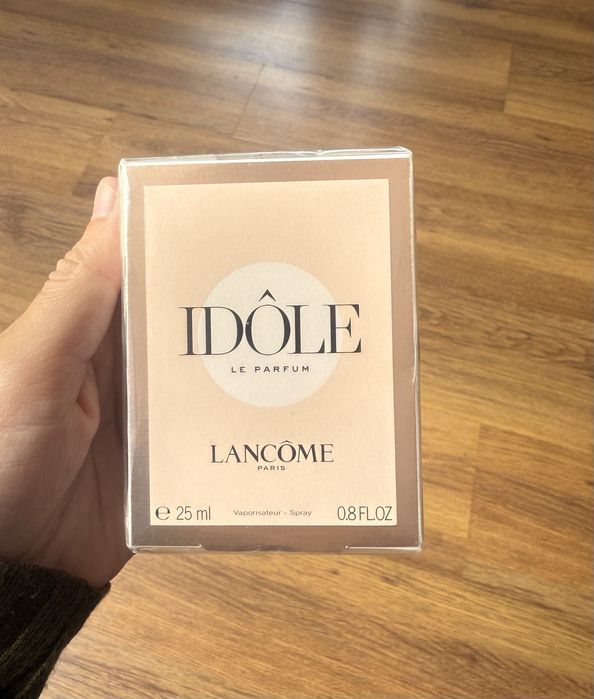 IDÔLE
LE PARFUM
LANCÔME
PARIS
℮ 25 ml Vaporisateur - Spray 0.8 FL.OZ